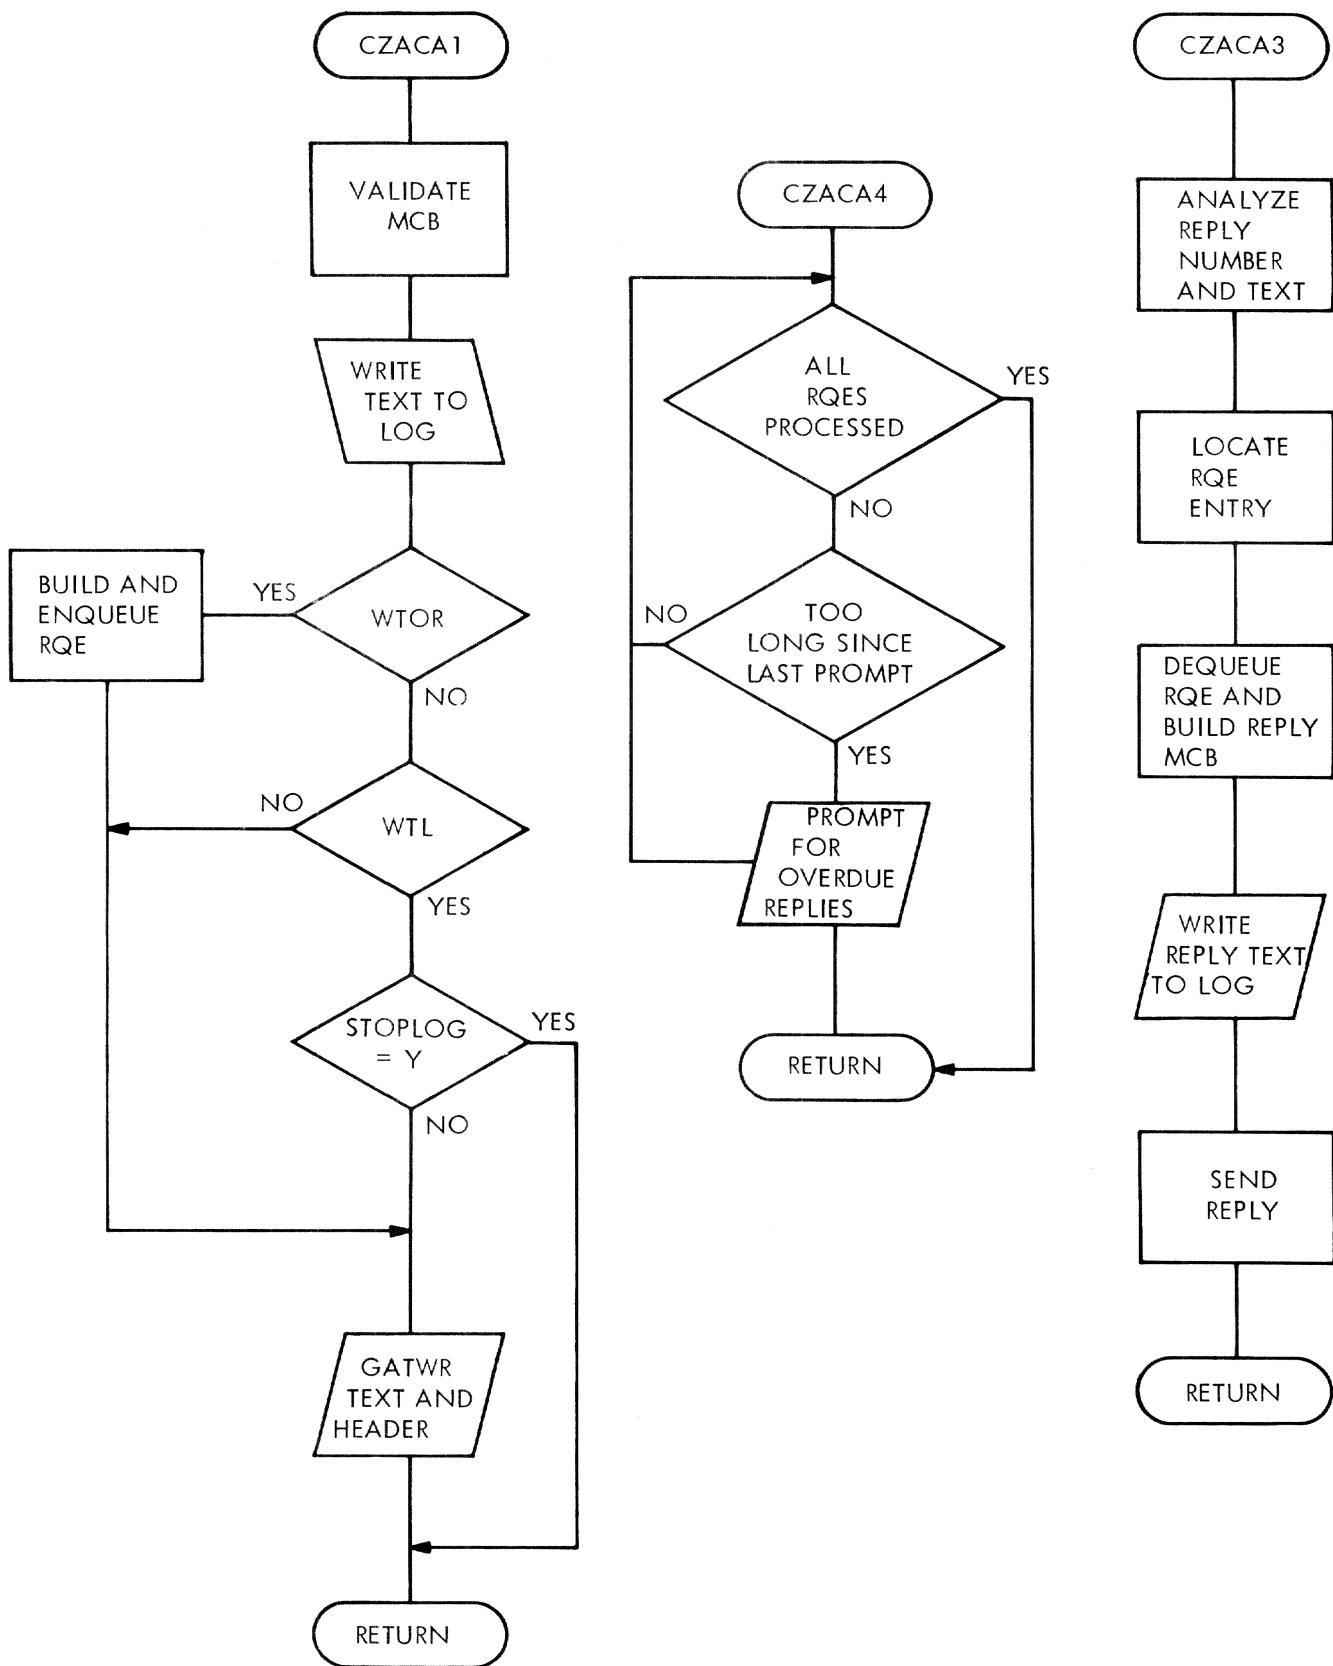 CZACA1
VALIDATE
MCB
WRITE
TEXT TO
LOG
BUILD AND
ENQUEUE
RQE
YES
WTOR
NO
NO
WTL
YES
STOPLOG
= Y
YES
NO
GATWR
TEXT AND
HEADER
RETURN
CZACA4
ALL
RQES
PROCESSED
YES
NO
NO
TOO
LONG SINCE
LAST PROMPT
YES
PROMPT
FOR
OVERDUE
REPLIES
RETURN
CZACA3
ANALYZE
REPLY
NUMBER
AND TEXT
LOCATE
RQE
ENTRY
DEQUEUE
RQE AND
BUILD REPLY
MCB
WRITE
REPLY TEXT
TO LOG
SEND
REPLY
RETURN